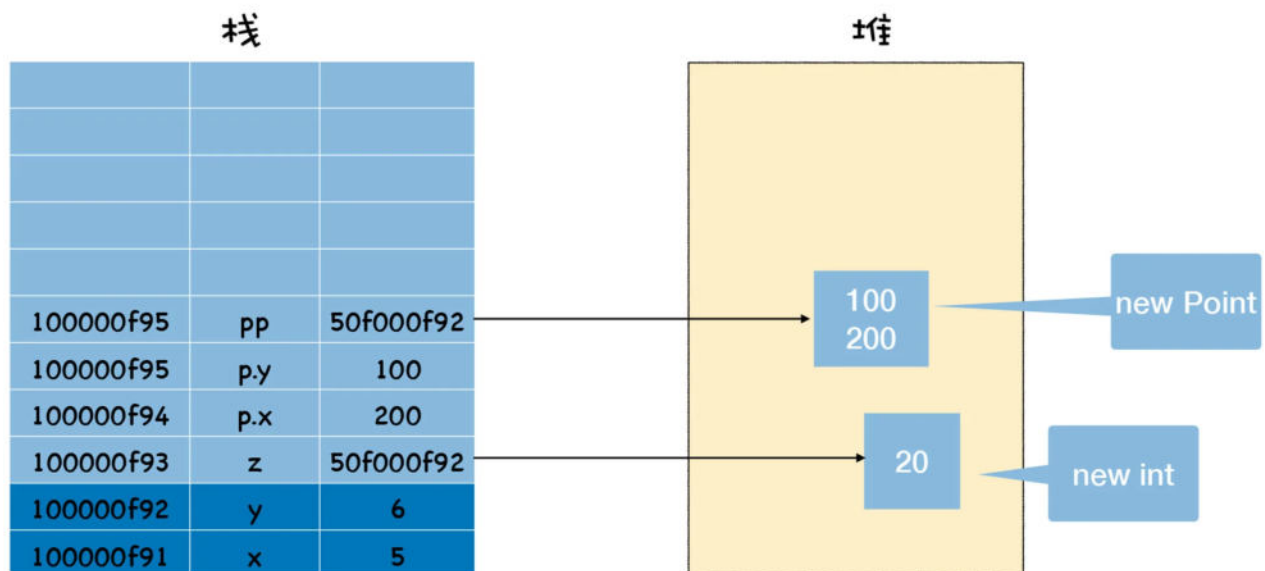 栈
堆
100000f95 pp 50f000f92
100000f95 p.y 100
100000f94 p.x 200
100000f93 z 50f000f92
100000f92 y 6
100000f91 x 5
100
200
new Point
20
new int